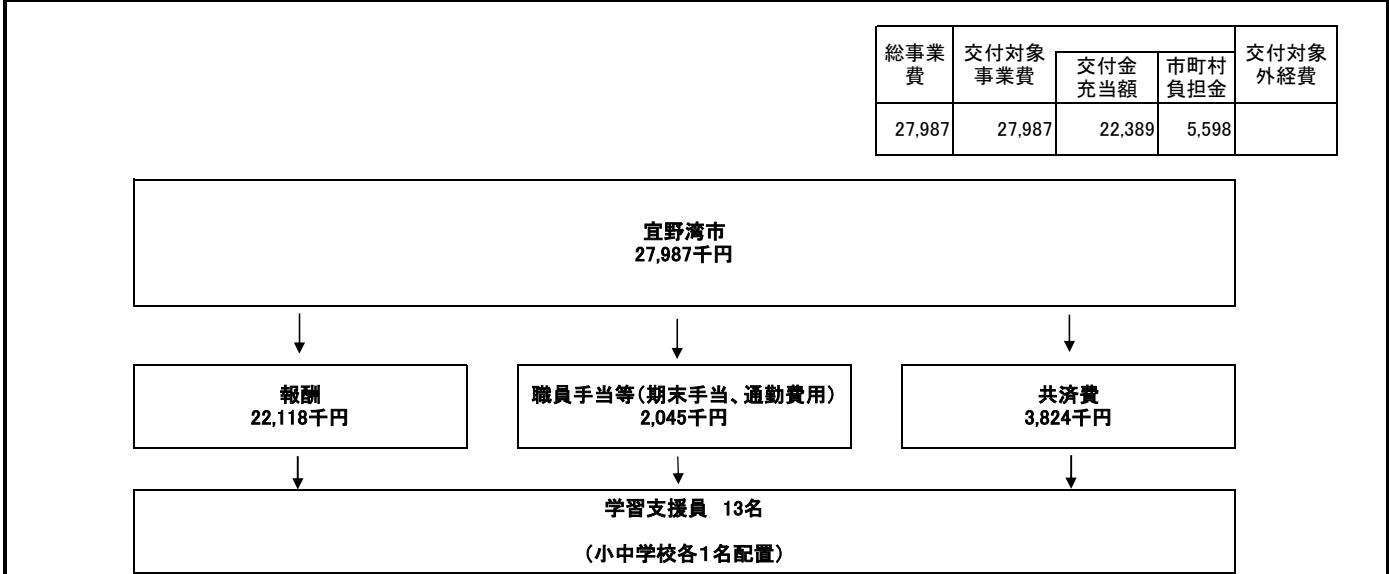 総事業費
交付対象事業費
交付金充当額
市町村負担金
交付対象外経費
27,987
27,987
22,389
5,598
宜野湾市
27,987千円
報酬
22,118千円
職員手当等(期末手当、通勤費用)
2,045千円
共済費
3,824千円
学習支援員 13名
(小中学校各1名配置)